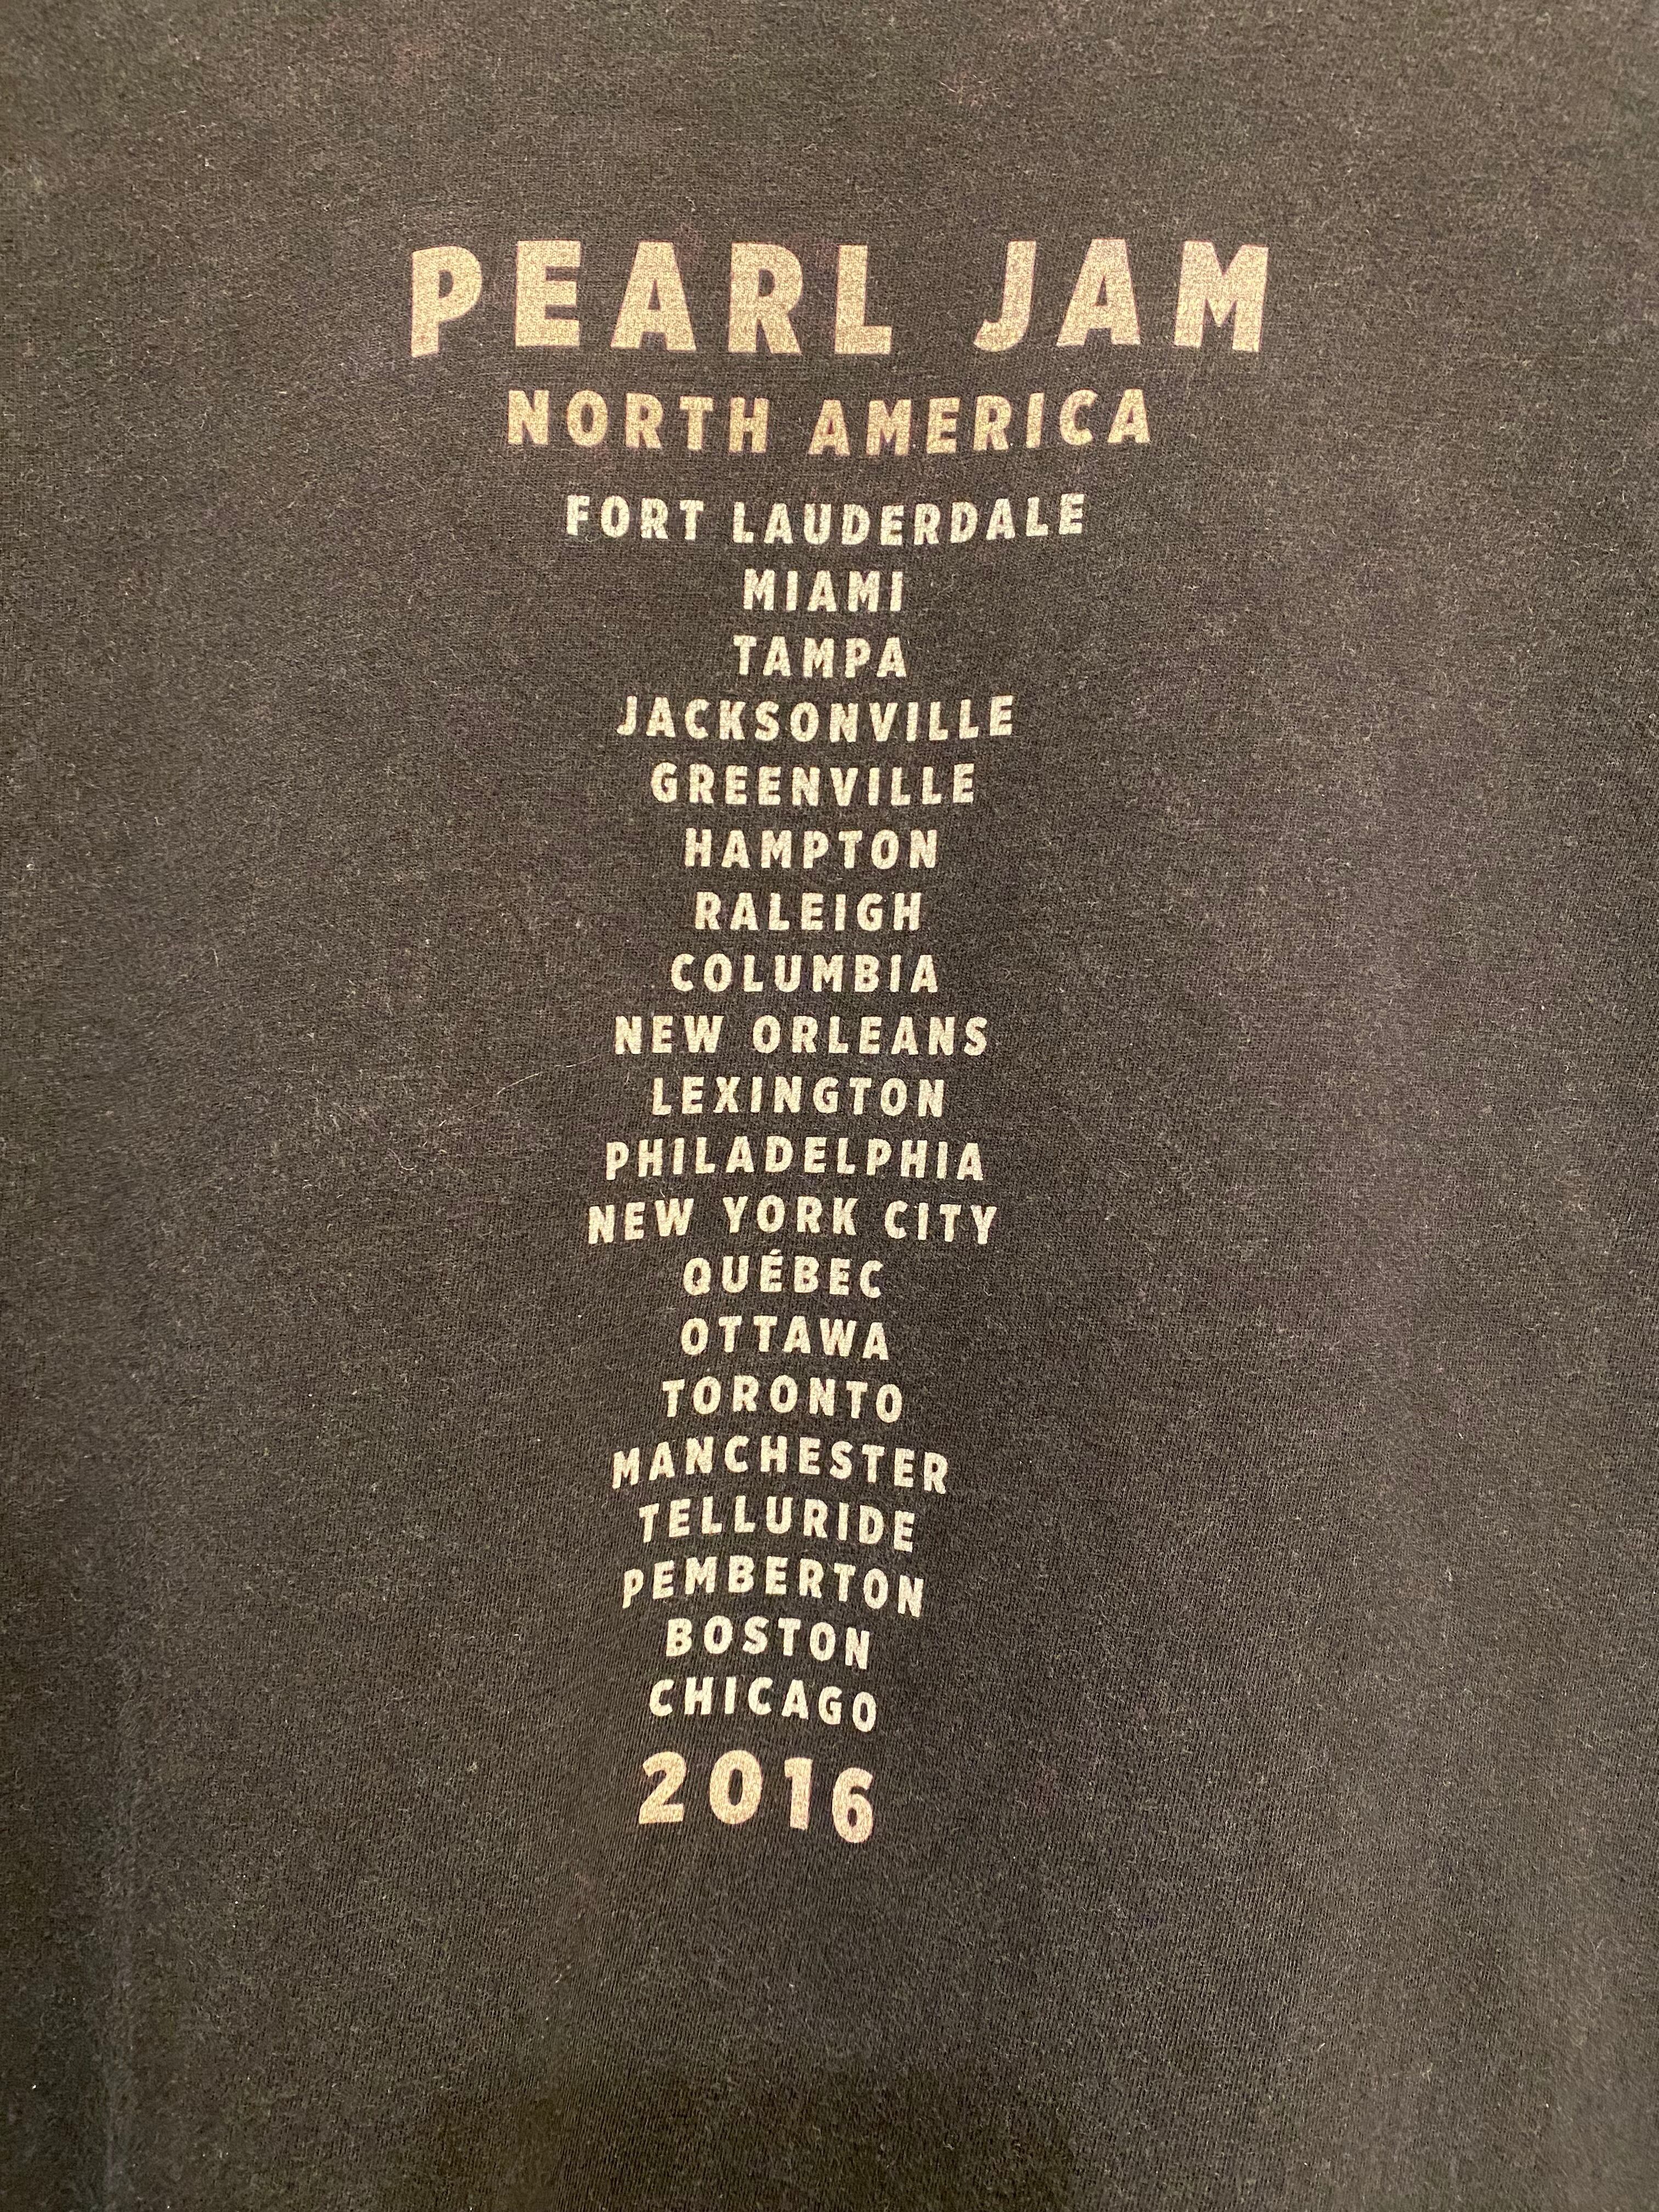 PEARL JAM
NORTH AMERICA
FORT LAUDERDALE
MIAMI
TAMPA
JACKSONVILLE
GREENVILLE
HAMPTON
RALEIGH
COLUMBIA
NEW ORLEANS
LEXINGTON
PHILADELPHIA
NEW YORK CITY
QUÉBEC
OTTAWA
TORONTO
MANCHESTER
TELLURIDE
PEMBERTON
BOSTON
CHICAGO
2016